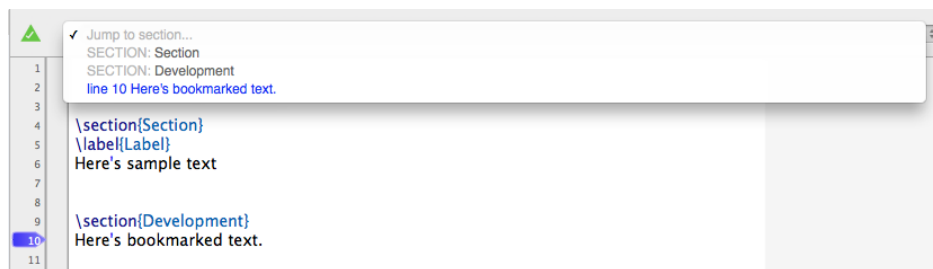 ✓ Jump to section...
SECTION: Section
SECTION: Development
line 10 Here's bookmarked text.
1
2
3
4 \section{Section}
5 \label{Label}
6 Here's sample text
7
8
9 \section{Development}
10 Here's bookmarked text.
11